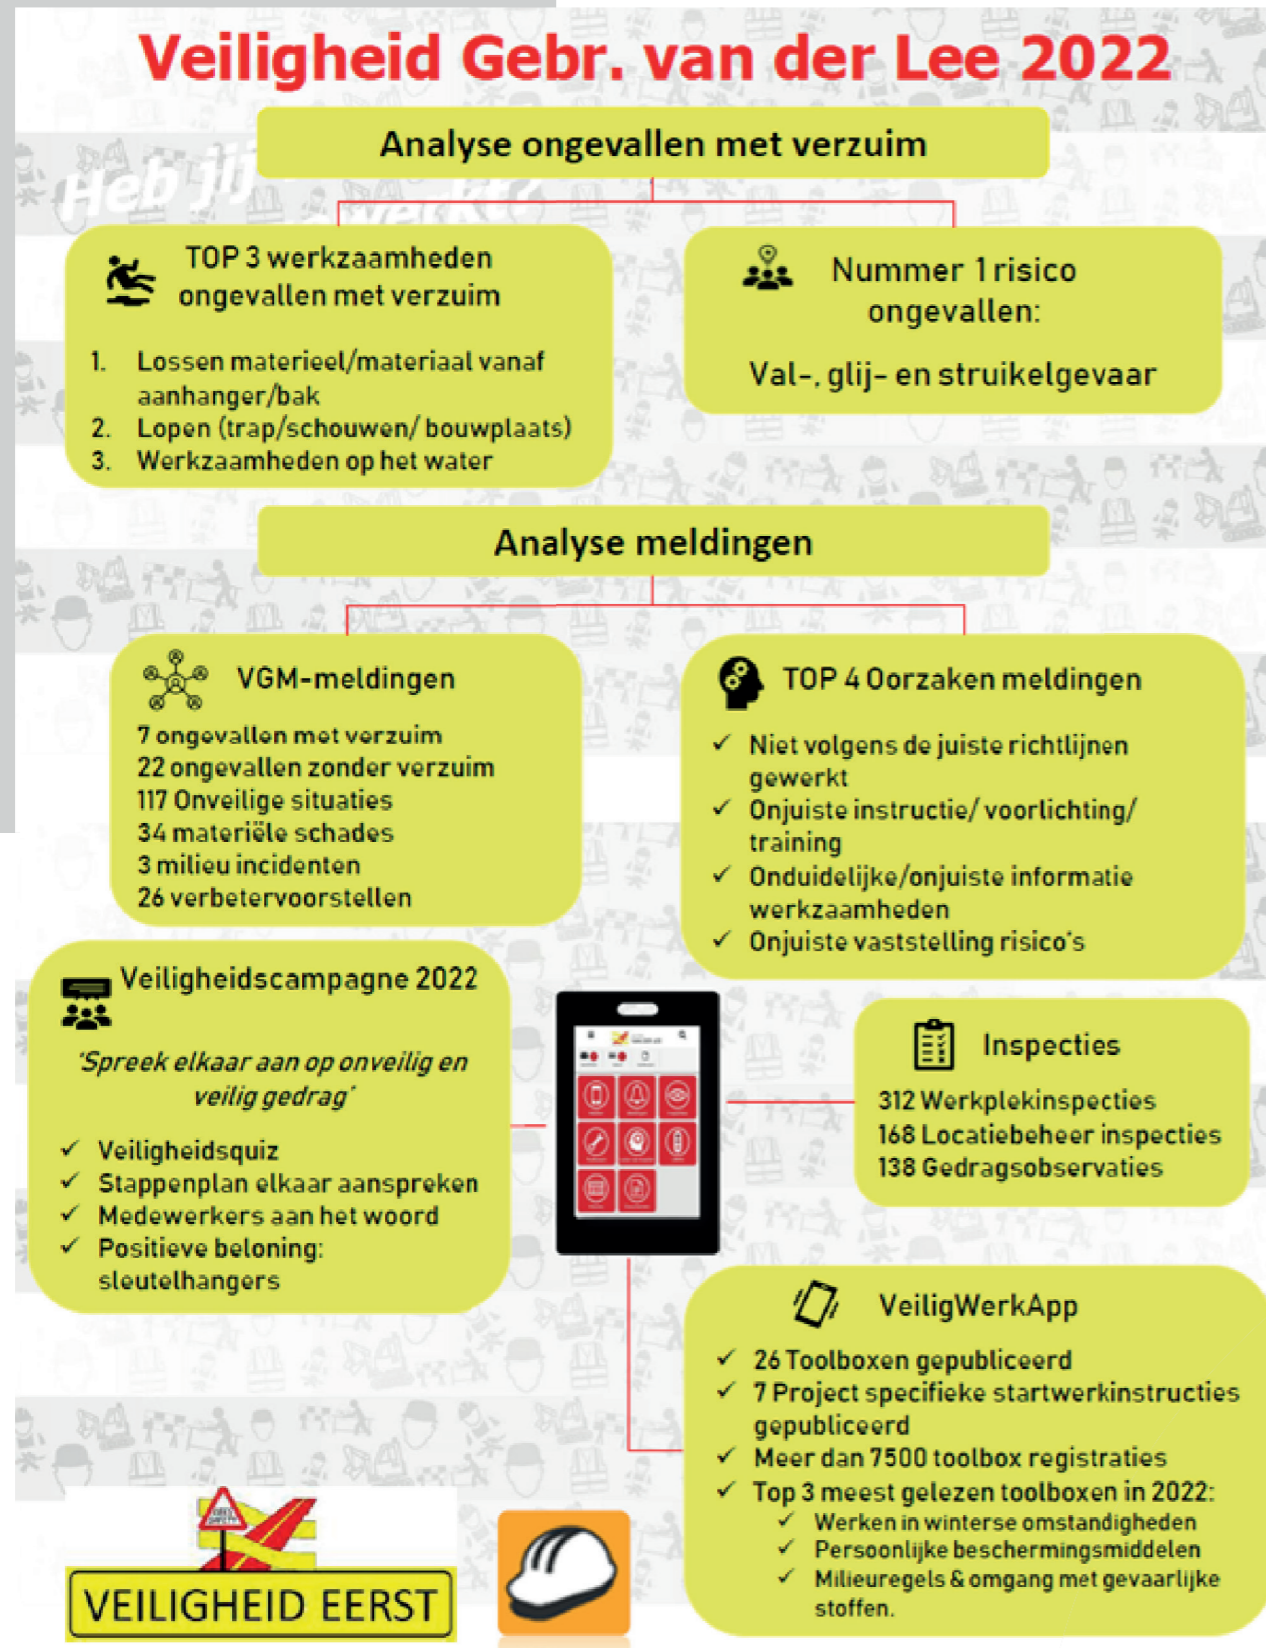 Veiligheid Gebr. van der Lee 2022
Analyse ongevallen met verzuim
Heb jij
TOP 3 werkzaamheden
ongevallen met verzuim
1. Lossen materieel/materiaal vanaf
aanhanger/bak
2. Lopen (trap/schouwen/ bouwplaats)
3. Werkzaamheden op het water
Nummer 1 risico
ongevallen:
Val-, glij- en struikelgevaar
Analyse meldingen
VGM-meldingen
7 ongevallen met verzuim
22 ongevallen zonder verzuim
117 Onveilige situaties
34 materiële schades
3 milieu incidenten
26 verbetervoorstellen
TOP 4 Oorzaken meldingen
✓ Niet volgens de juiste richtlijnen
gewerkt
✓ Onjuiste instructie/ voorlichting/
training
✓ Onduidelijke/onjuiste informatie
werkzaamheden
✓ Onjuiste vaststelling risico's
Veiligheidscampagne 2022
'Spreek elkaar aan op onveilig en
veilig gedrag'
✓ Veiligheidsquiz
✓ Stappenplan elkaar aanspreken
✓ Medewerkers aan het woord
✓ Positieve beloning:
sleutelhangers
Inspecties
312 Werkplekinspecties
168 Locatiebeheer inspecties
138 Gedragsobservaties
VeiligWerkApp
✓ 26 Toolboxen gepubliceerd
✓ 7 Project specifieke startwerkinstructies
gepubliceerd
✓ Meer dan 7500 toolbox registraties
✓ Top 3 meest gelezen toolboxen in 2022:
✓ Werken in winterse omstandigheden
✓ Persoonlijke beschermingsmiddelen
✓ Milieuregels & omgang met gevaarlijke
stoffen.
VEILIGHEID EERST